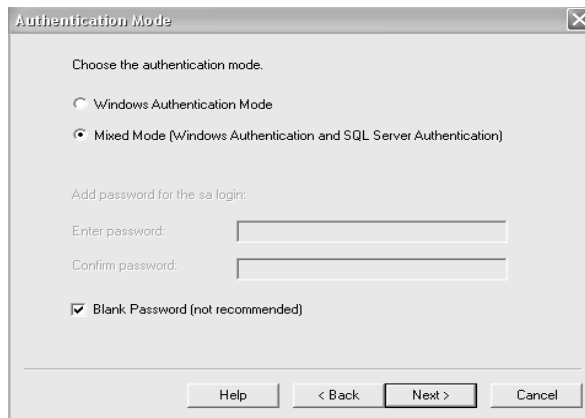 Authentication Mode
Choose the authentication mode.
Windows Authentication Mode
Mixed Mode (Windows Authentication and SQL Server Authentication)
Add password for the sa login:
Enter password:
Confirm password:
Blank Password (not recommended)
Help < Back Next > Cancel